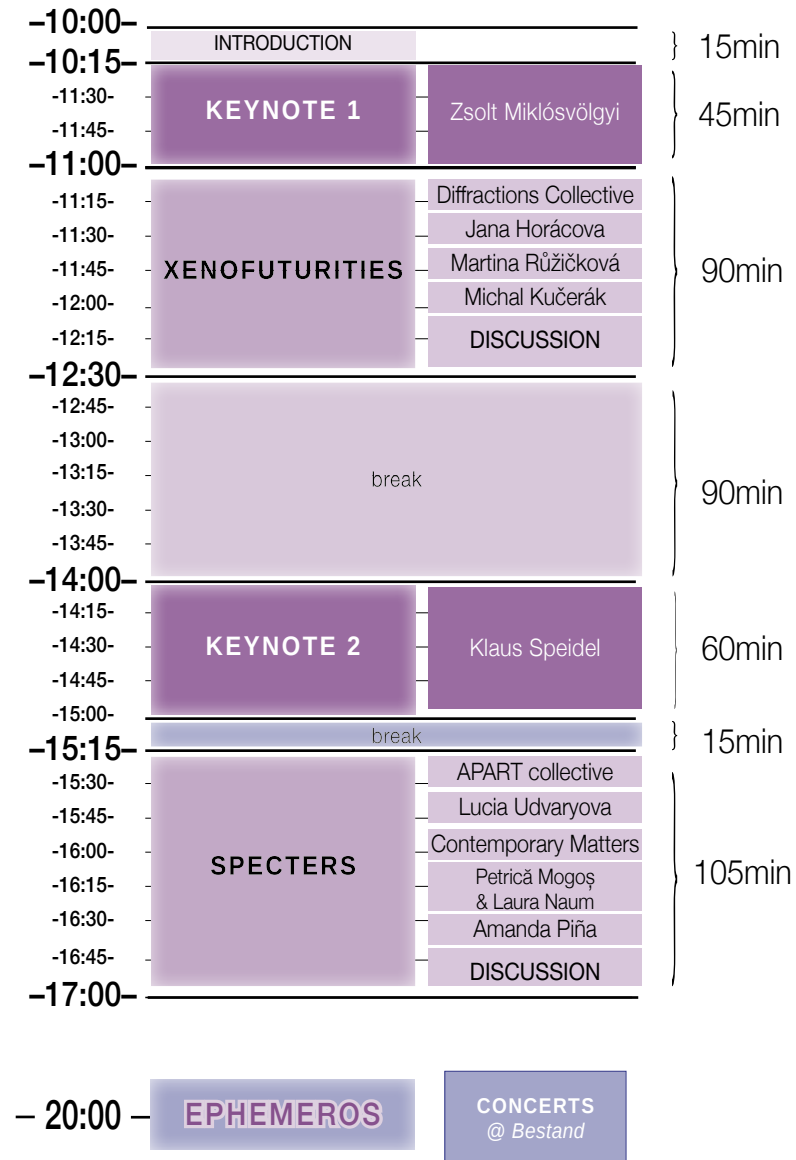 –10:00–
INTRODUCTION
15min
–10:15–
-11:30-
KEYNOTE 1
Zsolt Miklósvölgyi
45min
-11:45-
–11:00–
-11:15-
Diffractions Collective
-11:30-
Jana Horácova
-11:45-
XENOFUTURITIES
Martina Růžičková
90min
-12:00-
Michal Kučerák
-12:15-
DISCUSSION
–12:30–
-12:45-
-13:00-
-13:15-
break
90min
-13:30-
-13:45-
–14:00–
-14:15-
-14:30-
KEYNOTE 2
Klaus Speidel
60min
-14:45-
-15:00-
break
15min
–15:15–
-15:30-
APART collective
-15:45-
Lucia Udvaryova
-16:00-
SPECTERS
Contemporary Matters
105min
-16:15-
Petrică Mogoș
& Laura Naum
-16:30-
Amanda Piña
-16:45-
DISCUSSION
–17:00–
– 20:00 –
EPHEMEROS
CONCERTS
@ Bestand